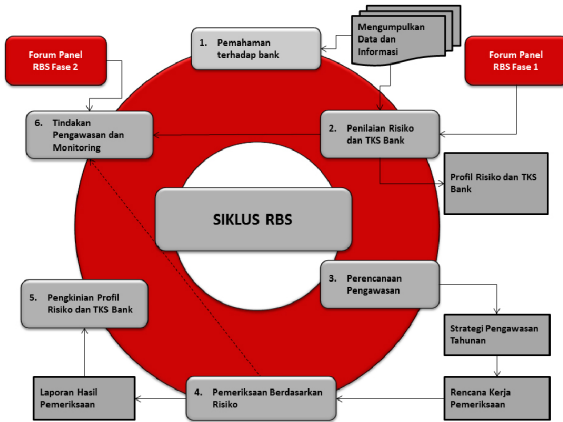 Mengumpulkan
Data dan
Informasi
1. Pemahaman
terhadap bank
Forum Panel
RBS Fase 2
Forum Panel
RBS Fase 1
6. Tindakan
Pengawasan dan
Monitoring
2. Penilaian Risiko
dan TKS Bank
Profil Risiko dan TKS
Bank
SIKLUS RBS
3. Perencanaan
Pengawasan
5. Pengkinian Profil
Risiko dan TKS Bank
Strategi Pengawasan
Tahunan
4. Pemeriksaan Berdasarkan
Risiko
Laporan Hasil
Pemeriksaan
Rencana Kerja
Pemeriksaan